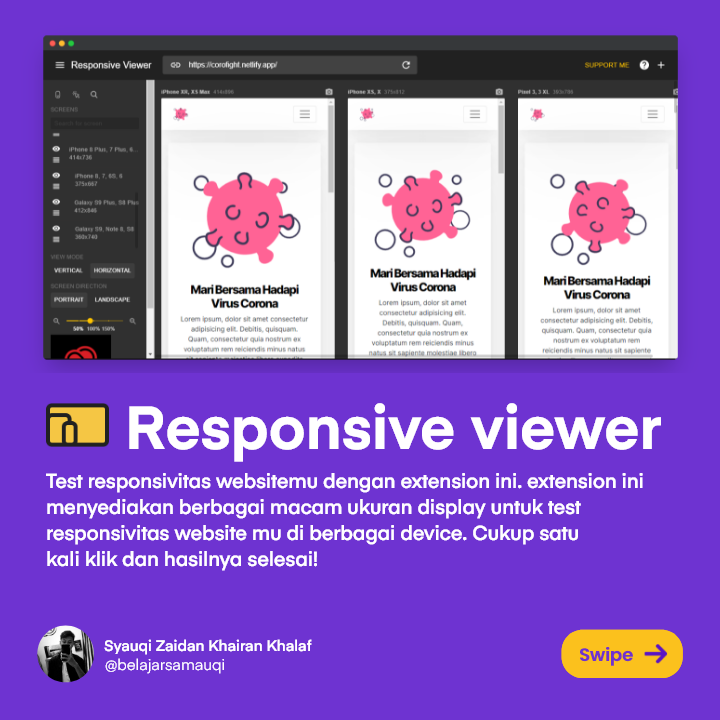 Responsive Viewer
https://corofight.netlify.app/
SUPPORT ME
?
SCREENS
Search by screen
iPhone 6 Plus, 7 Plus, 6...
414x736
iPhone 8, 7, 6S, 6
375x667
Galaxy S9 Plus, S8 Plus
412x846
Galaxy S9, Note 8, S8
360x740
VIEW MODE
VERTICAL HORIZONTAL
SCREEN DIRECTION
PORTRAIT LANDSCAPE
50% 100% 150%
iPhone XR, XS Max 414x896
Mari Bersama Hadapi
Virus Corona
Lorem ipsum, dolor sit amet consectetur
adipisicing elit. Debitis, quisquam.
Quam, consectetur quia nostrum ex
voluptatum rem reiciendis minus nam
iPhone XS, X 375x812
Mari Bersama Hadapi
Virus Corona
Lorem ipsum, dolor sit amet
consectetur adipisicing elit. Debitis,
quisquam. Quam, consectetur quia
nostrum ex voluptatum rem
reiciendis minus nam sit
natus sit sapiente molestiae libero
Pixel 3, 3 XL 393x786
Mari Bersama Hadapi
Virus Corona
Lorem ipsum, dolor sit amet
consectetur adipisicing elit. Debitis,
quisquam. Quam, consectetur quia
nostrum ex voluptatum rem
reiciendis minus nam natus
Responsive viewer
Test responsivitas websitemu dengan extension ini. extension ini
menyediakan berbagai macam ukuran display untuk test
responsivitas website mu di berbagai device. Cukup satu
kali klik dan hasilnya selesai!
Syauqi Zaidan Khairan Khalaf
@belajarsamauqi
Swipe